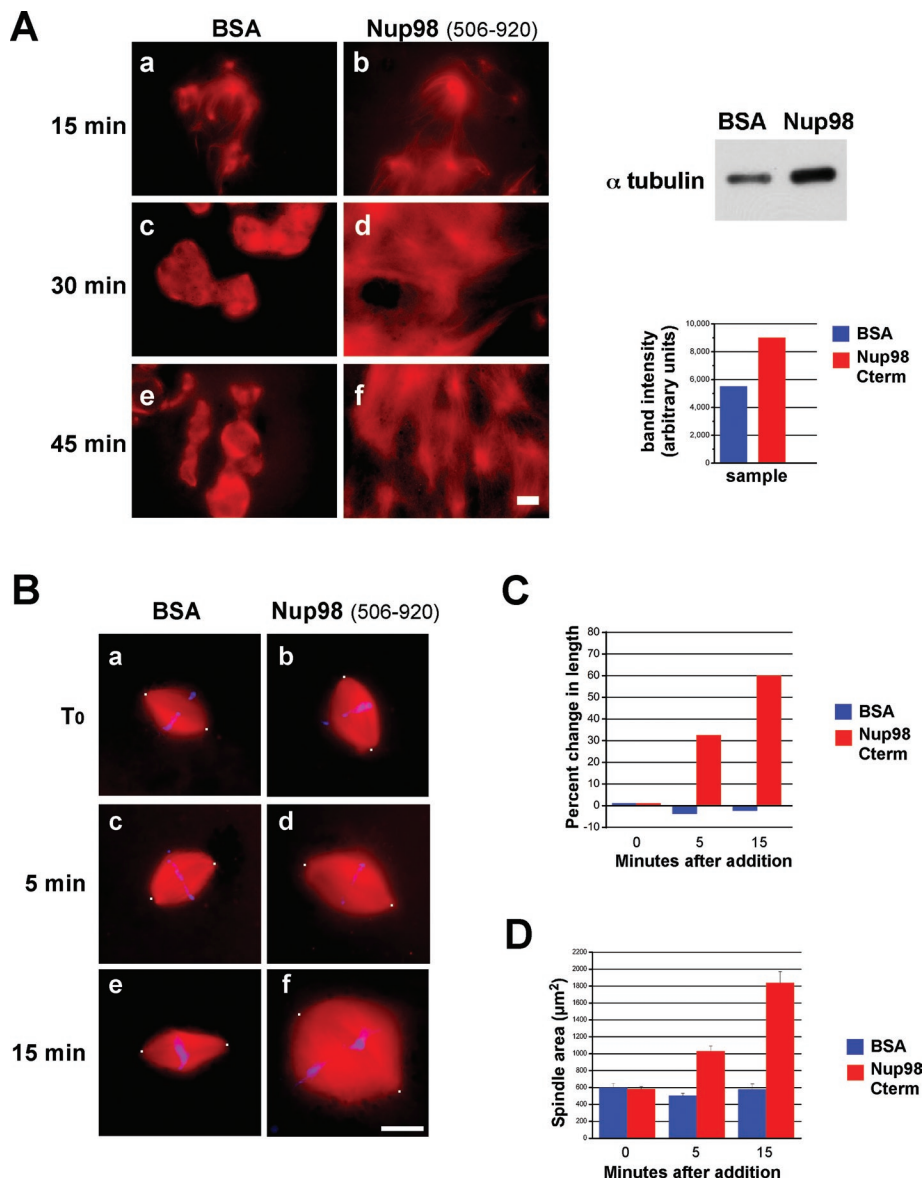 A
BSA
Nup98 (506-920)
a
b
15 min
c
d
30 min
e
f
45 min
BSA Nup98
α tubulin
10,000
8,000
6,000
4,000
2,000
0
band intensity
(arbitrary units)
sample
BSA
Nup98
Cterm
B
BSA
Nup98 (506-920)
a
b
T0
c
d
5 min
e
f
15 min
C
80
70
60
50
40
30
20
10
0
-10
Percent change in length
0 5 15
Minutes after addition
BSA
Nup98
Cterm
D
2200
2000
1800
1600
1400
1200
1000
800
600
400
200
0
Spindle area (µm2)
0 5 15
Minutes after addition
BSA
Nup98
Cterm